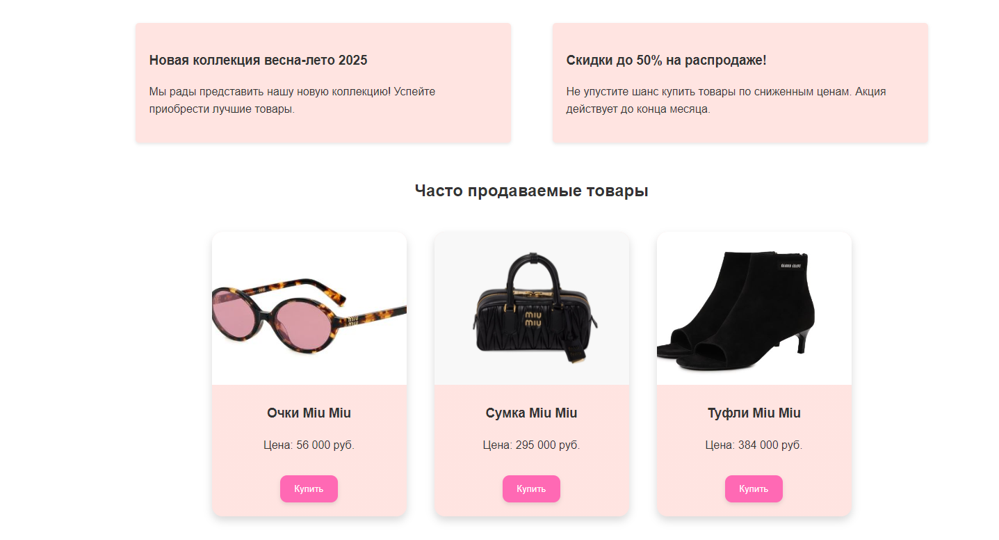 Новая коллекция весна-лето 2025
Мы рады представить нашу новую коллекцию! Успейте
приобрести лучшие товары.
Скидки до 50% на распродаже!
Не упустите шанс купить товары по сниженным ценам. Акция
действует до конца месяца.
Часто продаваемые товары
MIU
MIU
MIU
MIU
MIU MIU
Очки Miu Miu
Цена: 56 000 руб.
Купить
Сумка Miu Miu
Цена: 295 000 руб.
Купить
Туфли Miu Miu
Цена: 384 000 руб.
Купить